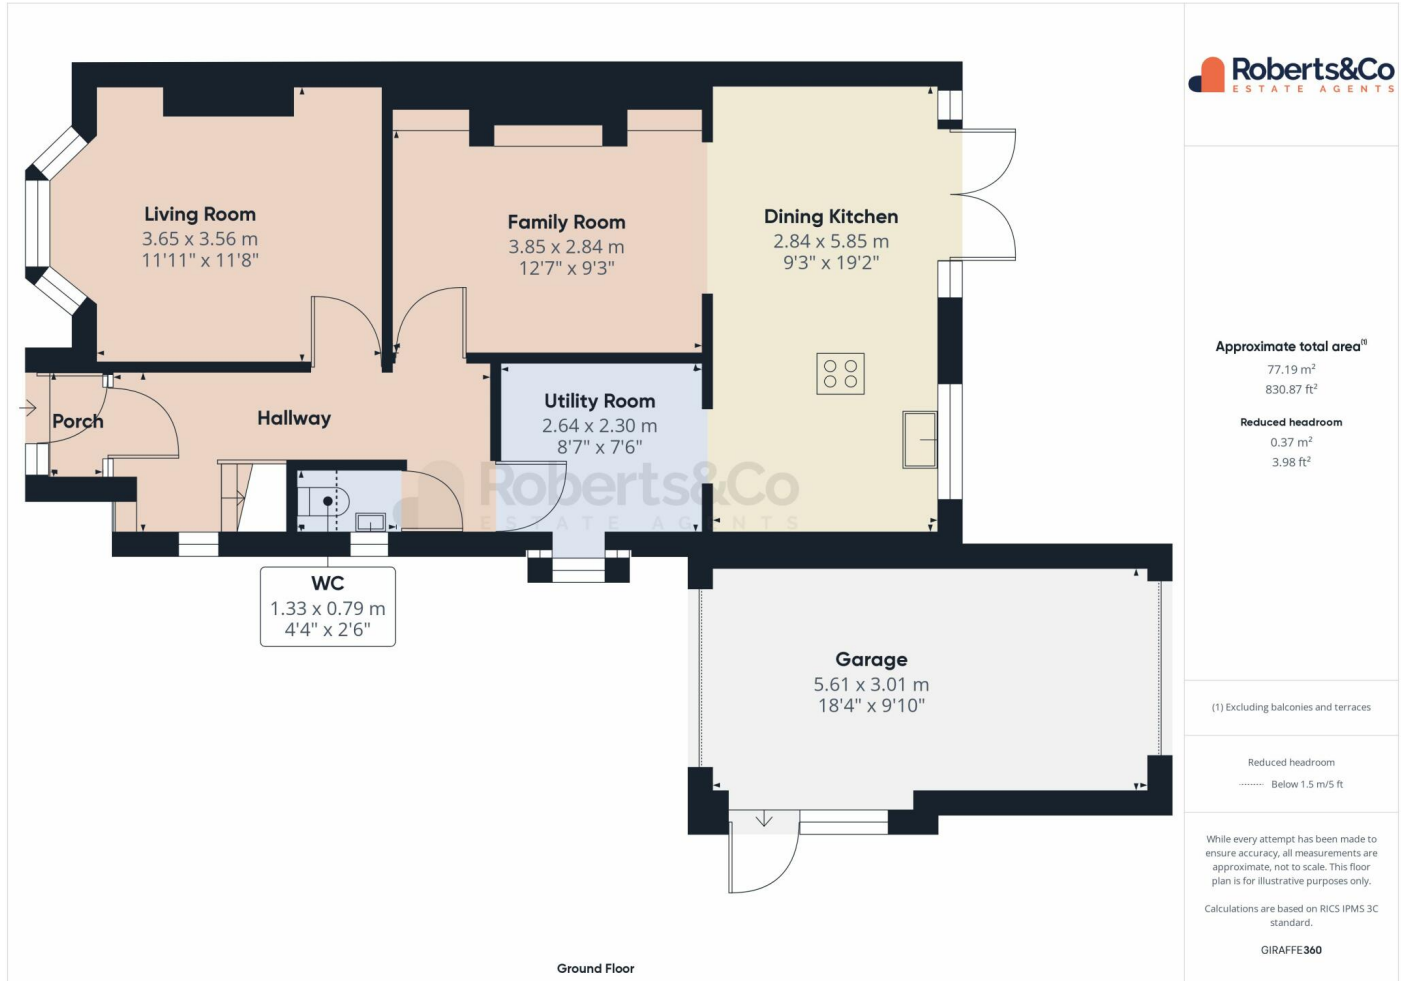 Roberts&Co
ESTATE AGENTS
Living Room
3.65 x 3.56 m
11'11" x 11'8"
Family Room
3.85 x 2.84 m
12'7" x 9'3"
Dining Kitchen
2.84 x 5.85 m
9'3" x 19'2"
Porch
Hallway
Utility Room
2.64 x 2.30 m
8'7" x 7'6"
Roberts&Co
ESTATE AGENTS
WC
1.33 x 0.79 m
4'4" x 2'6"
Garage
5.61 x 3.01 m
18'4" x 9'10"
Ground Floor
Approximate total area(1)
77.19 m²
830.87 ft²
Reduced headroom
0.37 m²
3.98 ft²
(1) Excluding balconies and terraces
Reduced headroom
Below 1.5 m/5 ft
While every attempt has been made to
ensure accuracy, all measurements are
approximate, not to scale. This floor
plan is for illustrative purposes only.
Calculations are based on RICS IPMS 3C
standard.
GIRAFFE360